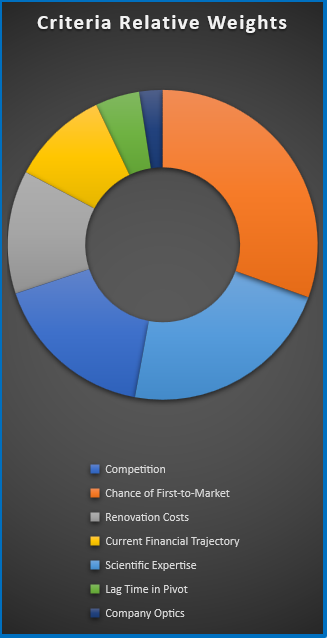 Criteria Relative Weights
Competition
Chance of First-to-Market
Renovation Costs
Current Financial Trajectory
Scientific Expertise
Lag Time in Pivot
Company Optics